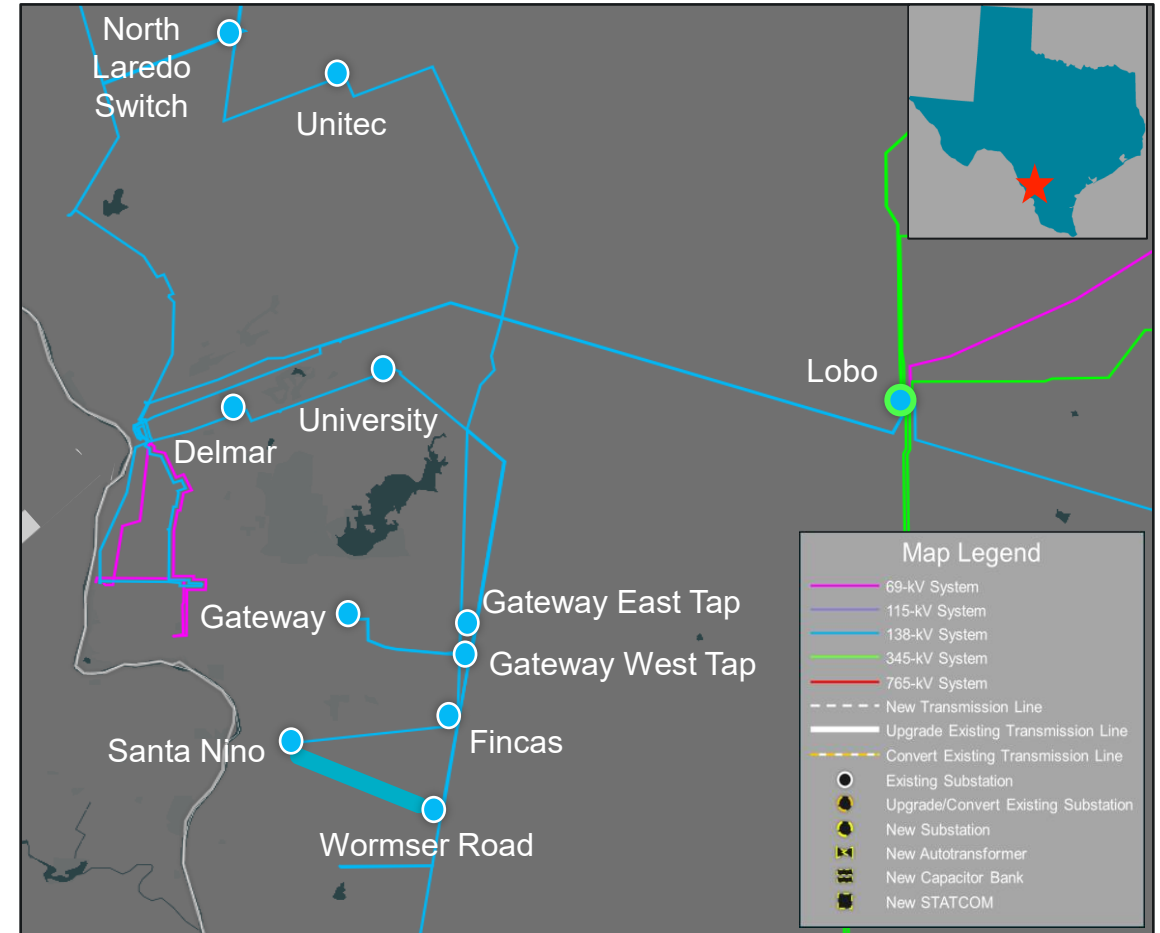 North
Laredo
Switch
Unitec
Lobo
University
Delmar
Gateway East Tap
Gateway
Gateway West Tap
Fincas
Santa Nino
Wormser Road
Map Legend
69-kV System
115-kV System
138-kV System
345-kV System
765-kV System
New Transmission Line
Upgrade Existing Transmission Line
Convert Existing Transmission Line
Existing Substation
Upgrade/Convert Existing Substation
New Substation
New Autotransformer
New Capacitor Bank
New STATCOM